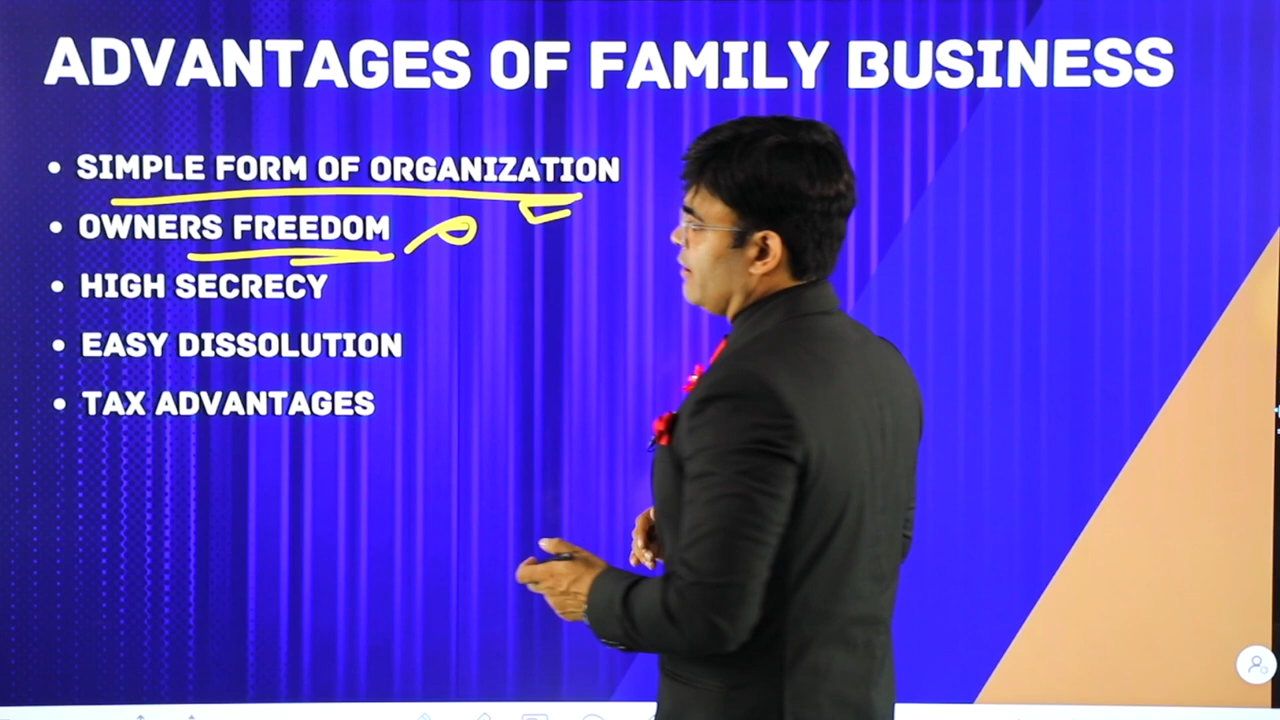 ADVANTAGES OF FAMILY BUSINESS
• SIMPLE FORM OF ORGANIZATION
• OWNERS FREEDOM
• HIGH SECRECY
• EASY DISSOLUTION
• TAX ADVANTAGES